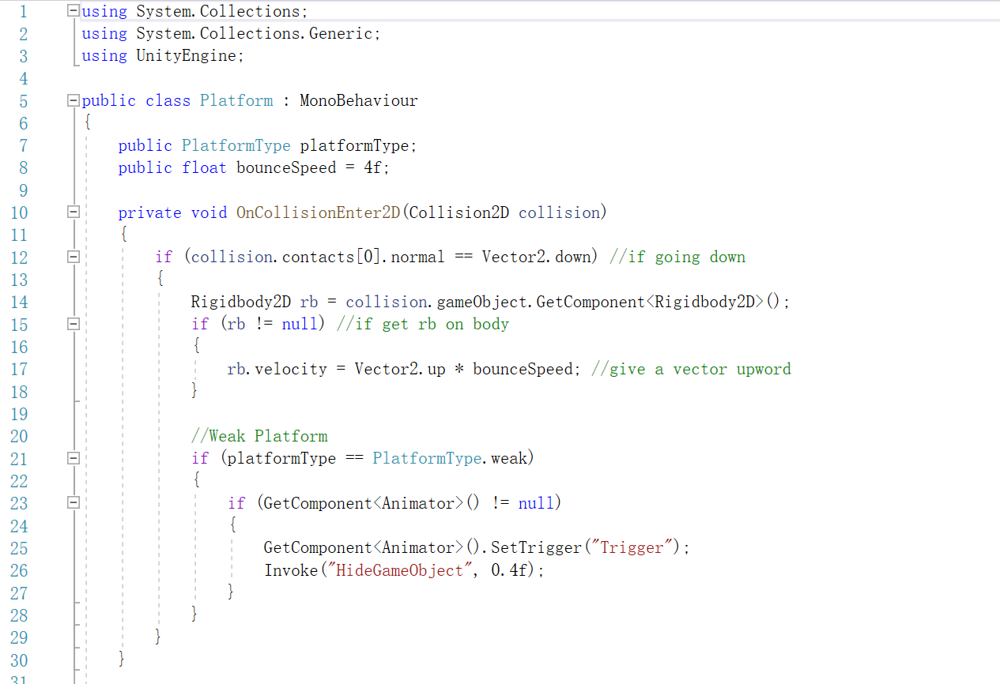 1 using System.Collections;
2 using System.Collections.Generic;
3 using UnityEngine;
4
5 public class Platform : MonoBehaviour
6 {
7 public PlatformType platformType;
8 public float bounceSpeed = 4f;
9
10 private void OnCollisionEnter2D(Collision2D collision)
11 {
12 if (collision.contacts[0].normal == Vector2.down) //if going down
13 {
14 Rigidbody2D rb = collision.gameObject.GetComponent<Rigidbody2D>();
15 if (rb != null) //if get rb on body
16 {
17 rb.velocity = Vector2.up * bounceSpeed; //give a vector upword
18 }
19
20 //Weak Platform
21 if (platformType == PlatformType.weak)
22 {
23 if (GetComponent<Animator>() != null)
24 {
25 GetComponent<Animator>().SetTrigger("Trigger");
26 Invoke("HideGameObject", 0.4f);
27 }
28 }
29 }
30 }
31